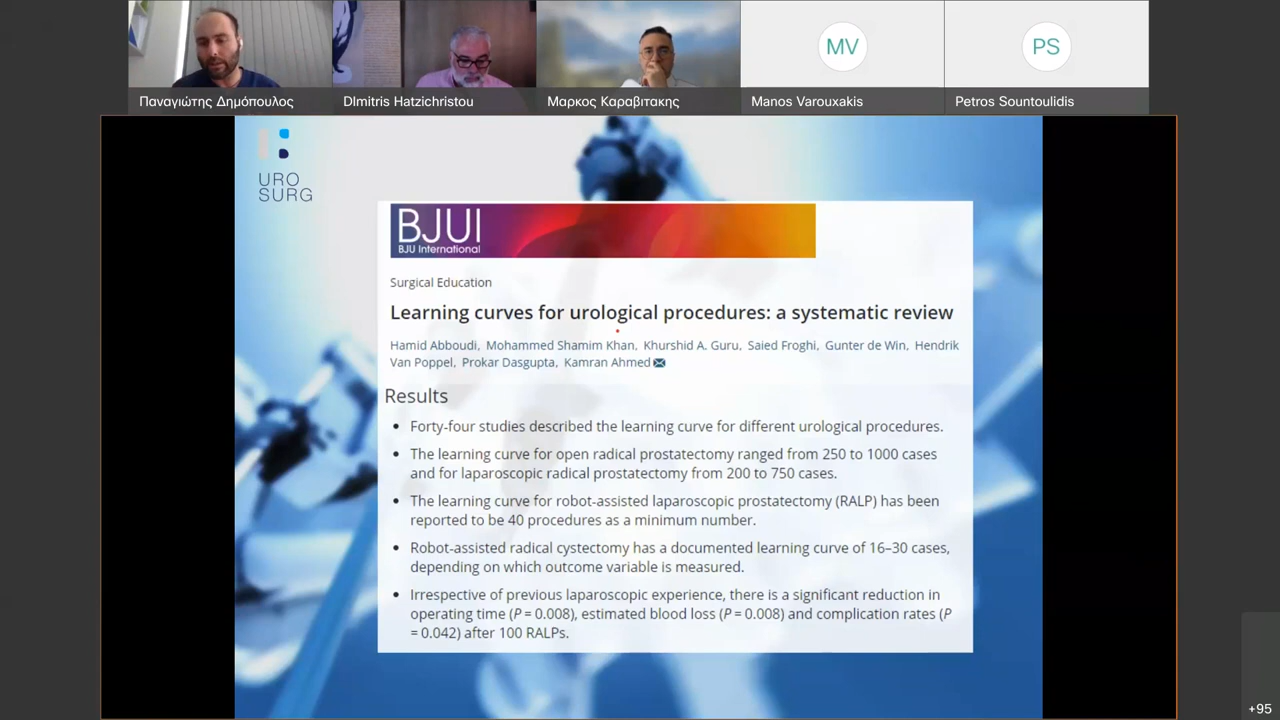 Παναγιώτης Δημόπουλος
DImitris Hatzichristou
Μαρκος Καραβιτακης
MV
Manos Varouxakis
PS
Petros Sountoulidis
URO
SURG
BJUI
BJU International
Surgical Education
Learning curves for urological procedures: a systematic review
Hamid Abboudi, Mohammed Shamim Khan, Khurshid A. Guru, Saied Froghi, Gunter de Win, Hendrik
Van Poppel, Prokar Dasgupta, Kamran Ahmed
Results
• Forty-four studies described the learning curve for different urological procedures.
• The learning curve for open radical prostatectomy ranged from 250 to 1000 cases
and for laparoscopic radical prostatectomy from 200 to 750 cases.
• The learning curve for robot-assisted laparoscopic prostatectomy (RALP) has been
reported to be 40 procedures as a minimum number.
• Robot-assisted radical cystectomy has a documented learning curve of 16–30 cases,
depending on which outcome variable is measured.
• Irrespective of previous laparoscopic experience, there is a significant reduction in
operating time (P = 0.008), estimated blood loss (P = 0.008) and complication rates (P
= 0.042) after 100 RALPs.
+95